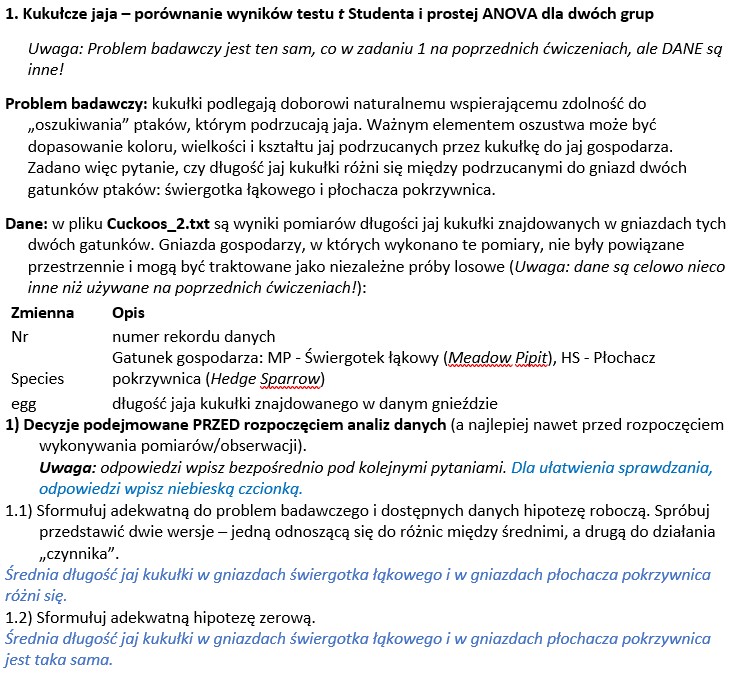 1. Kukułcze jaja – porównanie wyników testu t Studenta i prostej ANOVA dla dwóch grup
Uwaga: Problem badawczy jest ten sam, co w zadaniu 1 na poprzednich ćwiczeniach, ale DANE są
inne!
Problem badawczy: kukułki podlegają doborowi naturalnemu wspierającemu zdolność do
„oszukiwania” ptaków, którym podrzucają jaja. Ważnym elementem oszustwa może być
dopasowanie koloru, wielkości i kształtu jaj podrzucanych przez kukułkę do jaj gospodarza.
Zadano więc pytanie, czy długość jaj kukułki różni się między podrzucanymi do gniazd dwóch
gatunków ptaków: świergotka łąkowego i płochacza pokrzywnica.
Dane: w pliku Cuckoos_2.txt są wyniki pomiarów długości jaj kukułki znajdowanych w gniazdach tych
dwóch gatunków. Gniazda gospodarzy, w których wykonano te pomiary, nie były powiązane
przestrzennie i mogą być traktowane jako niezależne próby losowe (Uwaga: dane są celowo nieco
inne niż używane na poprzednich ćwiczeniach!):
Zmienna Opis
Nr numer rekordu danych
Gatunek gospodarza: MP - Świergotek łąkowy (Meadow Pipit), HS - Płochacz
Species pokrzywnica (Hedge Sparrow)
egg długość jaja kukułki znajdowanego w danym gnieździe
1) Decyzje podejmowane PRZED rozpoczęciem analiz danych (a najlepiej nawet przed rozpoczęciem
wykonywania pomiarów/obserwacji).
Uwaga: odpowiedzi wpisz bezpośrednio pod kolejnymi pytaniami. Dla ułatwienia sprawdzania,
odpowiedzi wpisz niebieską czcionką.
1.1) Sformułuj adekwatną do problem badawczego i dostępnych danych hipotezę roboczą. Spróbuj
przedstawić dwie wersje – jedną odnoszącą się do różnic między średnimi, a drugą do działania
„czynnika”.
Średnia długość jaj kukułki w gniazdach świergotka łąkowego i w gniazdach płochacza pokrzywnica
różni się.
1.2) Sformułuj adekwatną hipotezę zerową.
Średnia długość jaj kukułki w gniazdach świergotka łąkowego i w gniazdach płochacza pokrzywnica
jest taka sama.